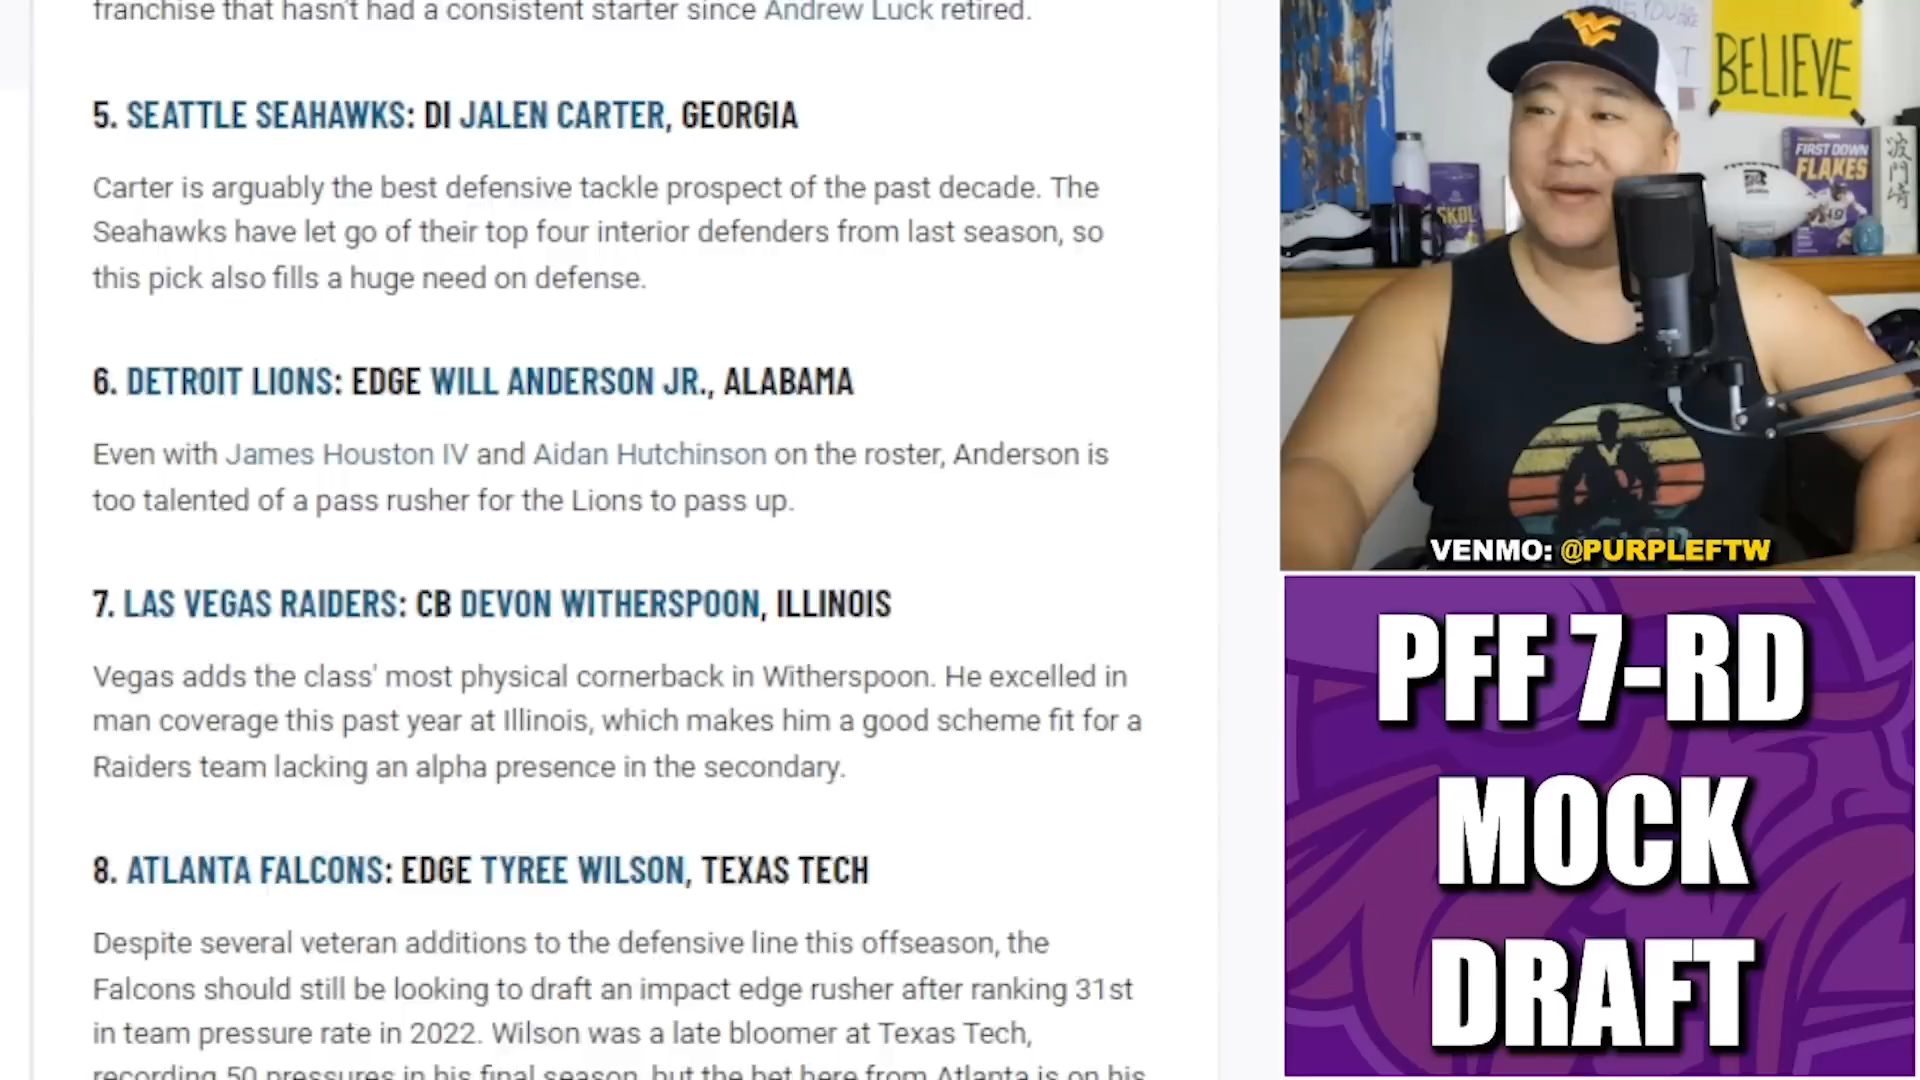 franchise that hasn't had a consistent starter since Andrew Luck retired.
5. SEATTLE SEAHAWKS: DI JALEN CARTER, GEORGIA
Carter is arguably the best defensive tackle prospect of the past decade. The
Seahawks have let go of their top four interior defenders from last season, so
this pick also fills a huge need on defense.
6. DETROIT LIONS: EDGE WILL ANDERSON JR., ALABAMA
Even with James Houston IV and Aidan Hutchinson on the roster, Anderson is
too talented of a pass rusher for the Lions to pass up.
7. LAS VEGAS RAIDERS: CB DEVON WITHERSPOON, ILLINOIS
Vegas adds the class' most physical cornerback in Witherspoon. He excelled in
man coverage this past year at Illinois, which makes him a good scheme fit for a
Raiders team lacking an alpha presence in the secondary.
8. ATLANTA FALCONS: EDGE TYREE WILSON, TEXAS TECH
Despite several veteran additions to the defensive line this offseason, the
Falcons should still be looking to draft an impact edge rusher after ranking 31st
in team pressure rate in 2022. Wilson was a late bloomer at Texas Tech,
recording 50 pressures in his final season, but the bet here from Atlanta is on his
BELIEVE
FIRST DOWN
FLAKES
SKOL
19
VENMO: @PURPLEFTW
PFF 7-RD
MOCK
DRAFT